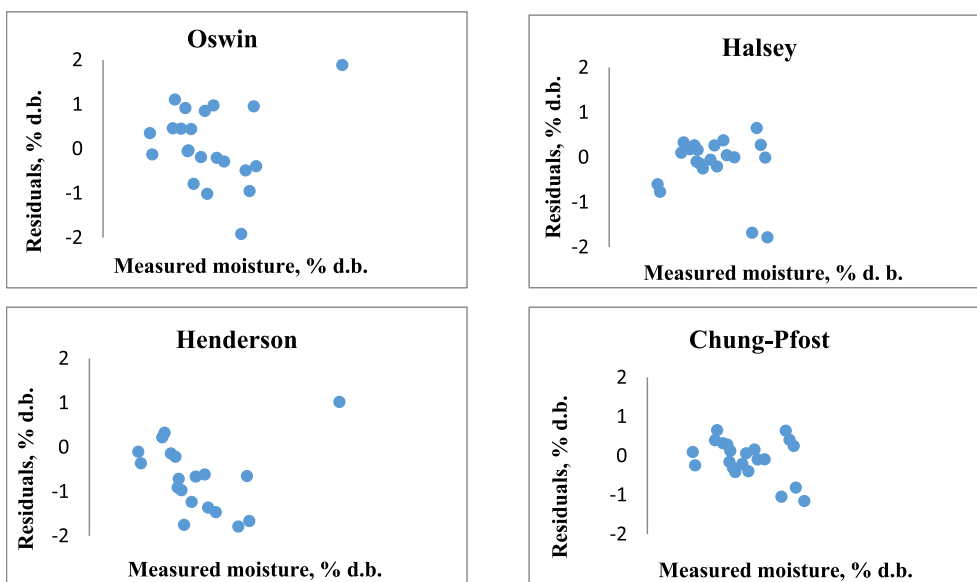 Oswin
2
1
0
-1
-2
Residuals, % d.b.
Measured moisture, % d.b.
Halsey
2
1
0
-1
-2
Residuals, % d.b.
Measured moisture, % d. b.
Henderson
2
1
0
-1
-2
Residuals, % d.b.
Measured moisture, % d.b.
Chung-Pfost
2
1
0
-1
-2
Residuals, % d.b.
Measured moisture, % d.b.